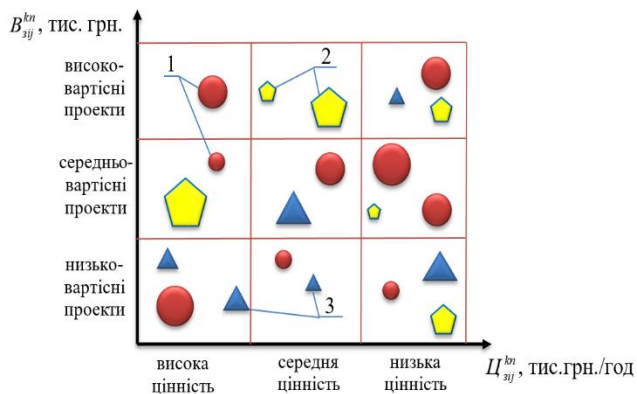 B_{зij}^{kn}, тис. грн.
високо-
вартісні
проекти
1
2
середньо-
вартісні
проекти
низько-
вартісні
проекти
3
висока
цінність
середня
цінність
низька
цінність
Ц_{зij}^{kn}, тис.грн./год